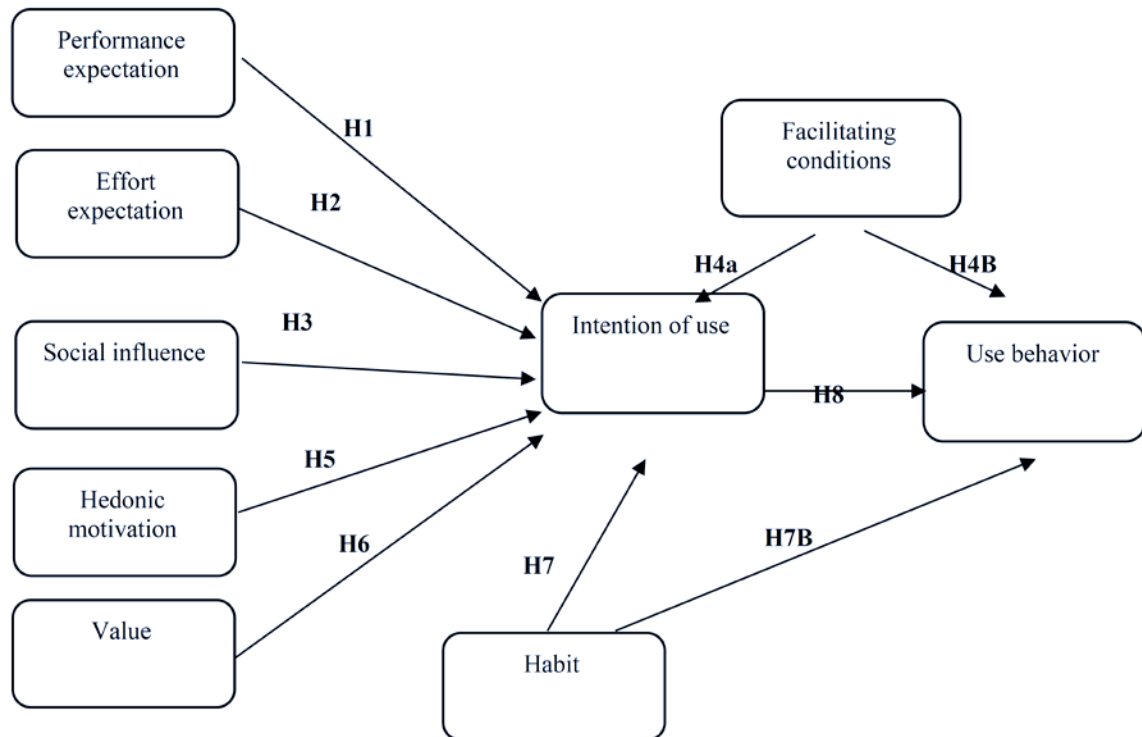 Performance
expectation
H1
Facilitating
conditions
Effort
expectation
H2
H4a
H4B
Social influence
H3
Intention of use
Use behavior
H8
Hedonic
motivation
H5
H6
H7
H7B
Value
Habit